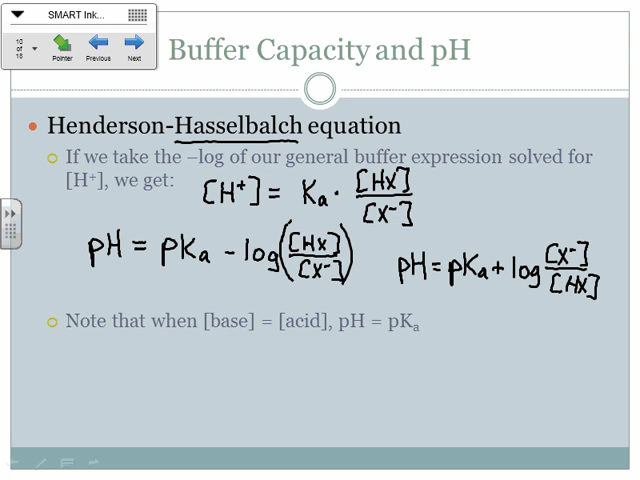 SMART Ink...
10 of 18
Pointer
Previous
Next
Buffer Capacity and pH
Henderson-Hasselbalch equation
If we take the –log of our general buffer expression solved for
[H⁺], we get:
[H⁺] = Ka · [HX]/[X⁻]
pH = pKa - log([HX]/[X⁻])
pH = pKa + log [X⁻]/[HX]
Note that when [base] = [acid], pH = pKₐ